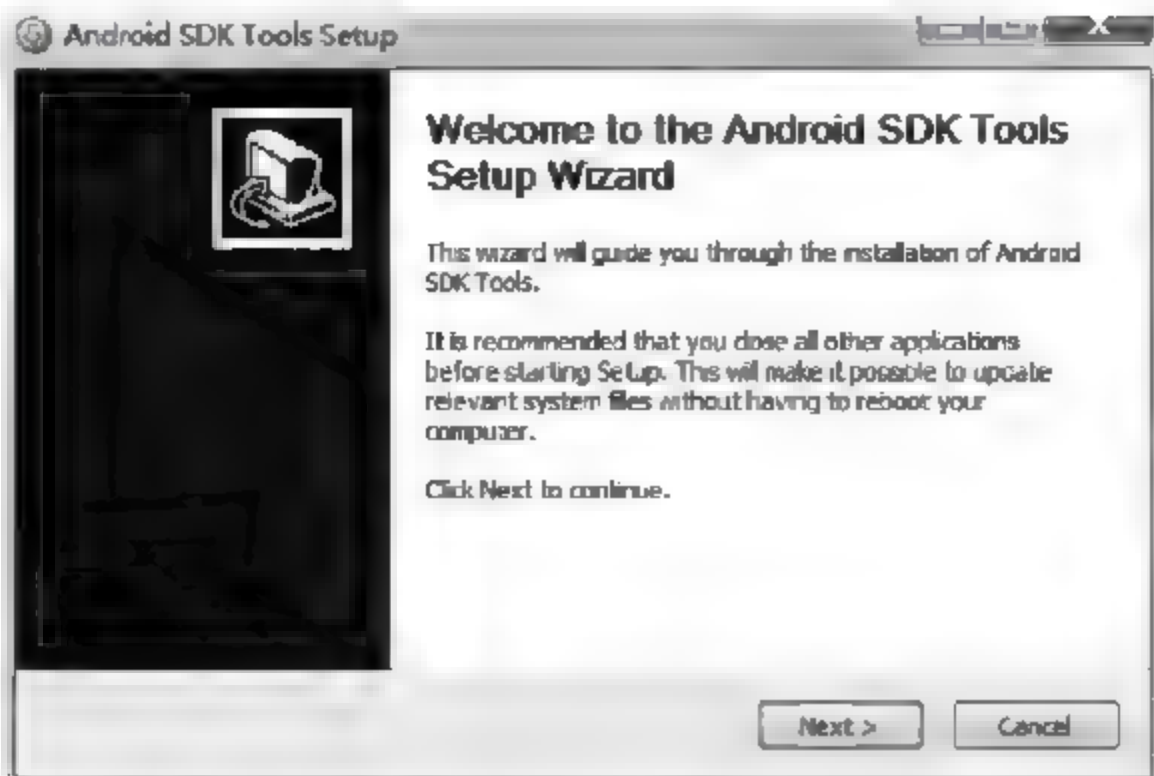 Android SDK Tools Setup
Welcome to the Android SDK Tools
Setup Wizard
This wizard will guide you through the installation of Android
SDK Tools.
It is recommended that you close all other applications
before starting Setup. This will make it possible to update
relevant system files without having to reboot your
computer.
Click Next to continue.
Next >
Cancel